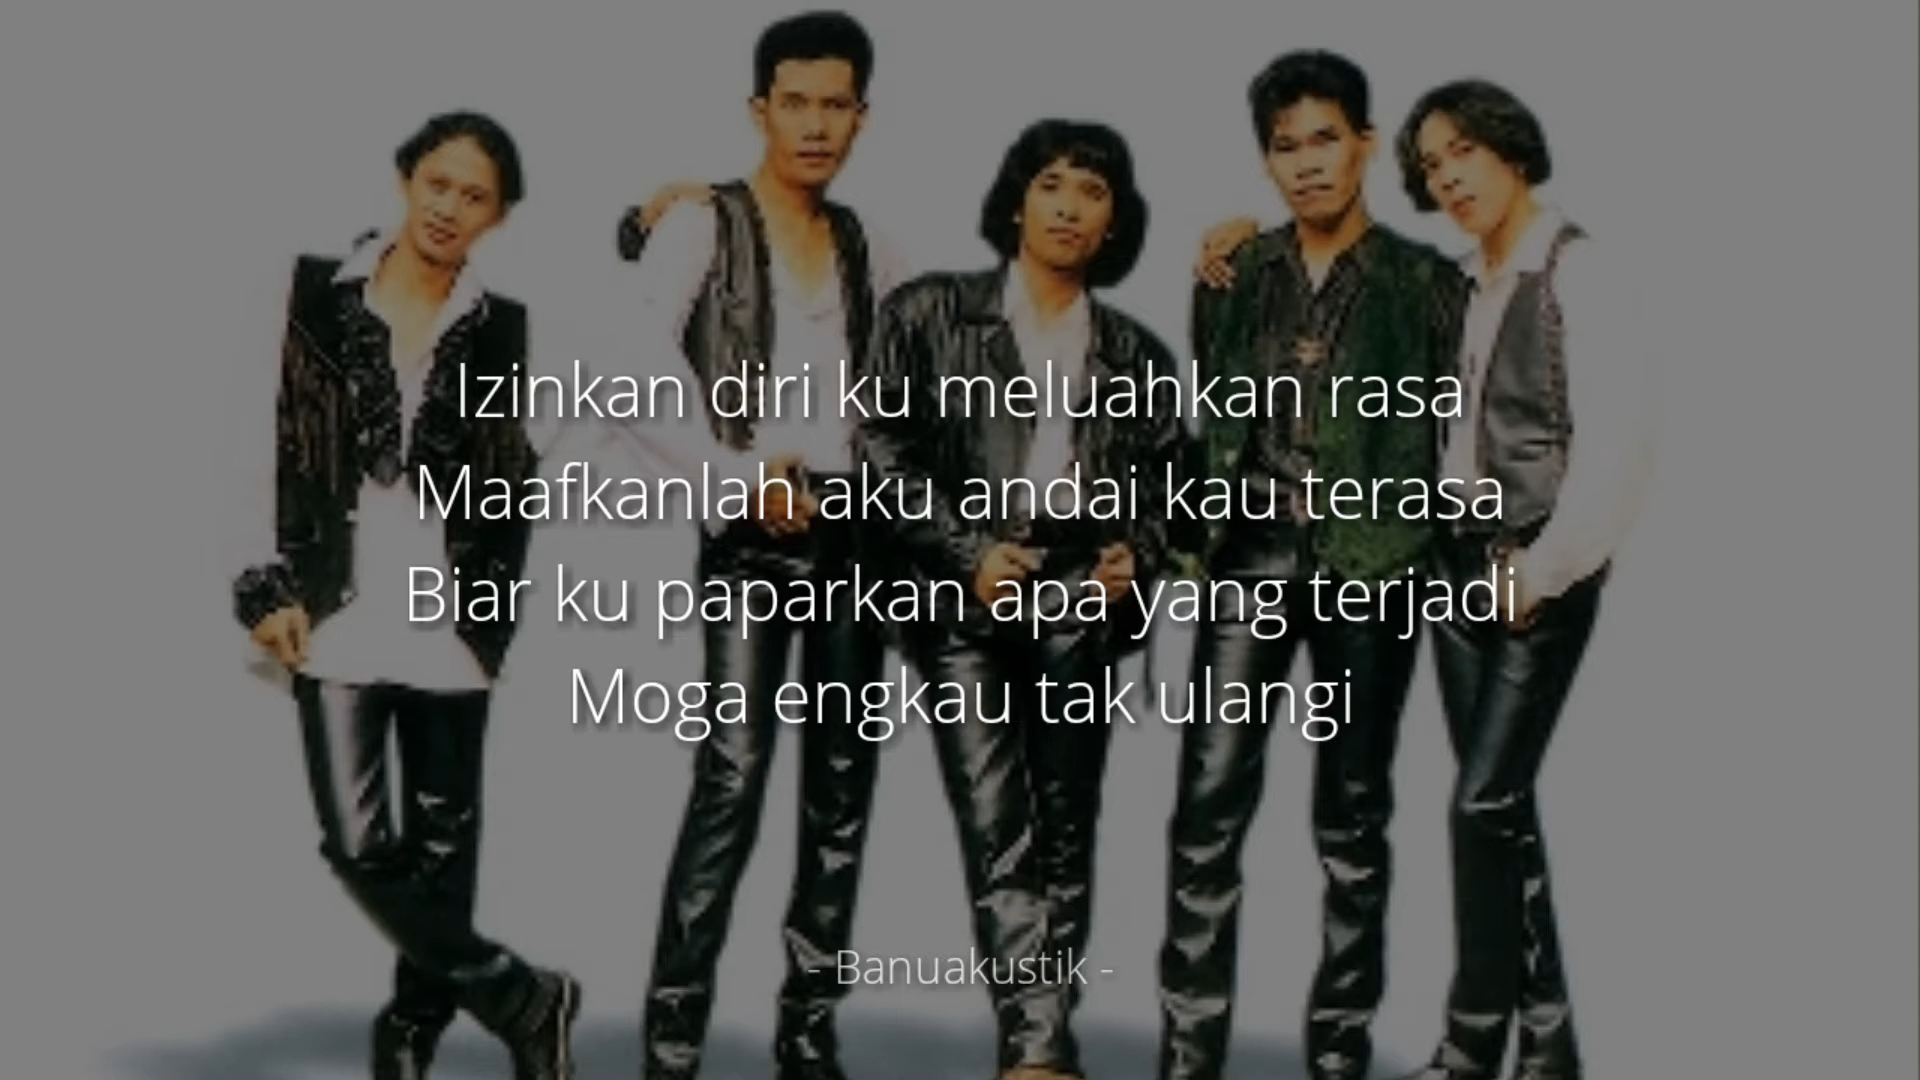 Izinkan diri ku meluahkan rasa
Maafkanlah aku andai kau terasa
Biar ku paparkan apa yang terjadi
Moga engkau tak ulangi
- Banuakustik -